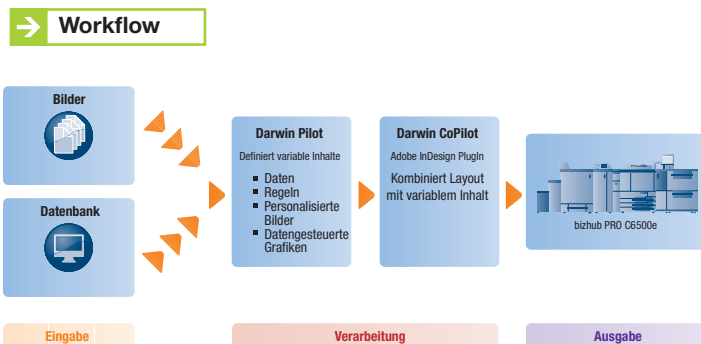 Workflow
Bilder
Datenbank
Darwin Pilot
Definiert variable Inhalte
Daten
Regeln
Personalisierte
Bilder
Datengesteuerte
Grafiken
Darwin CoPilot
Adobe InDesign PlugIn
Kombiniert Layout
mit variablem Inhalt
bizhub PRO C6500e
Eingabe
Verarbeitung
Ausgabe